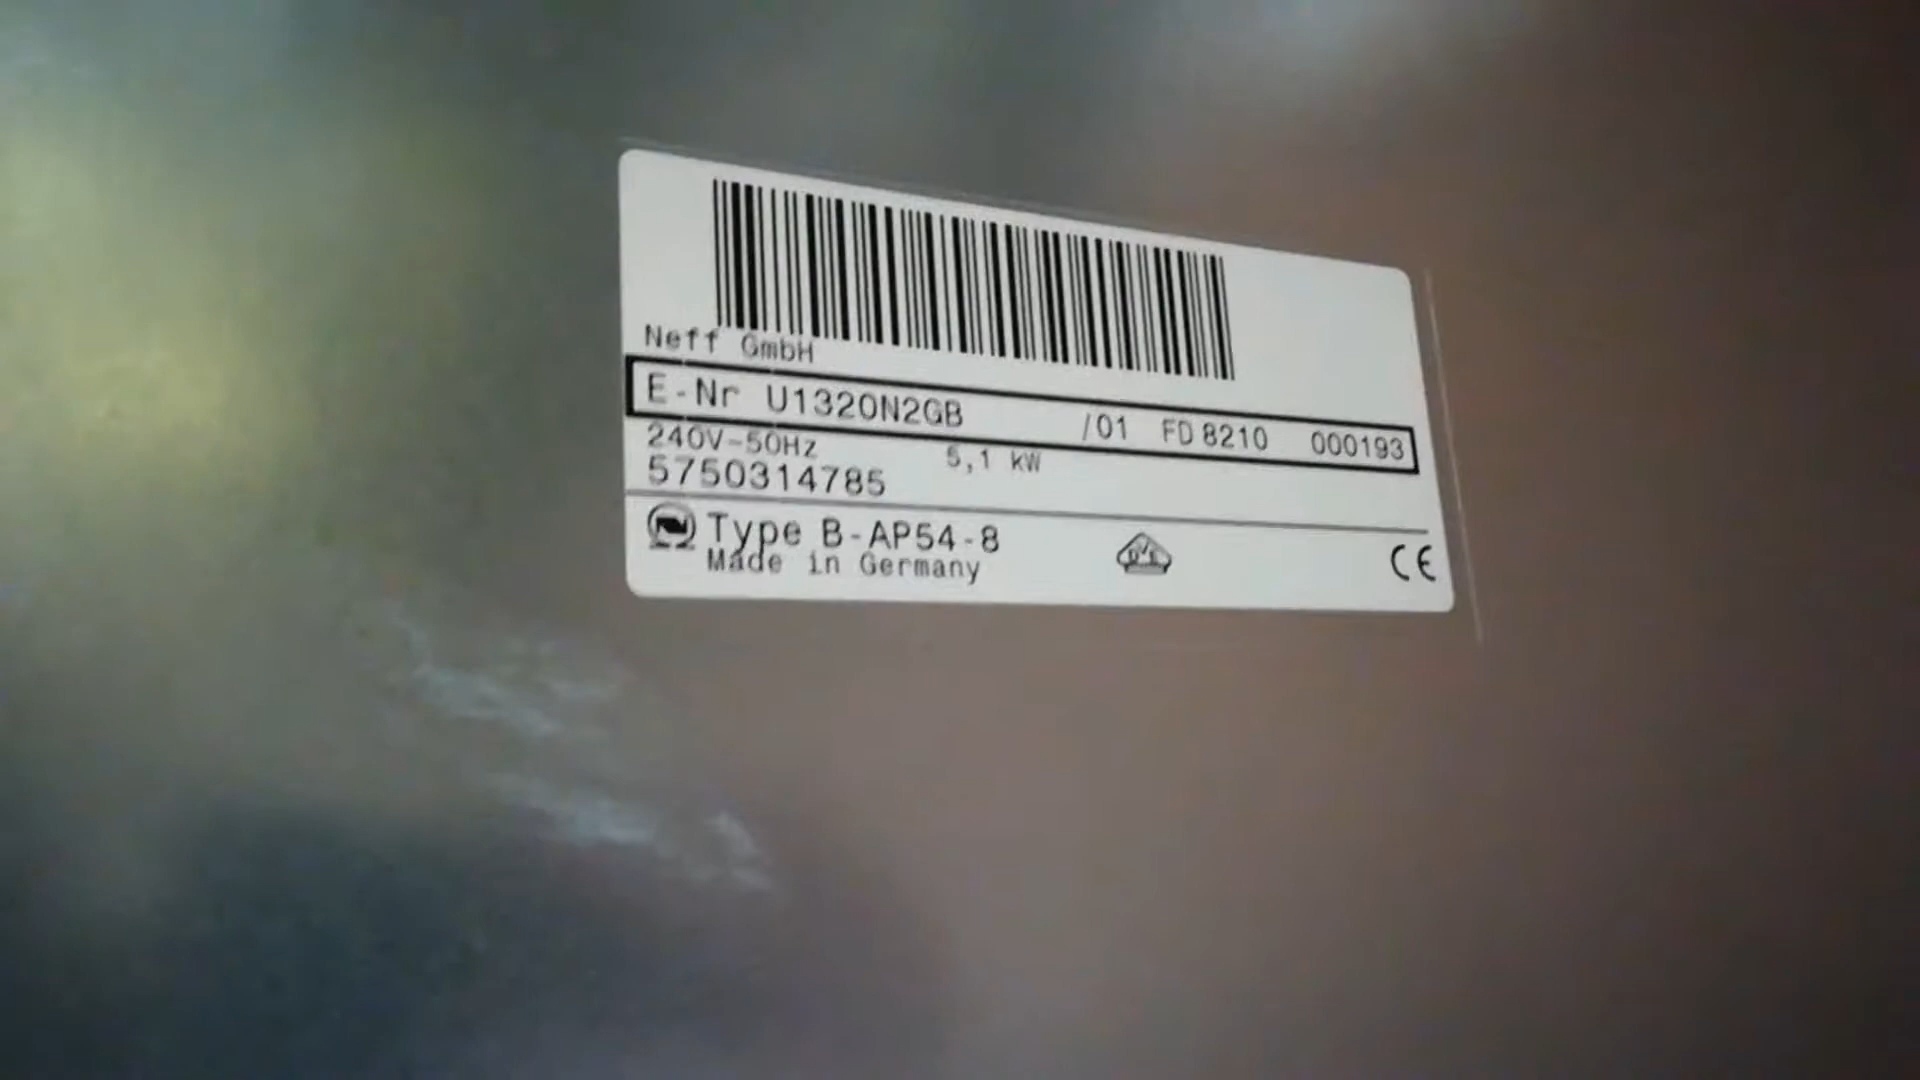 Neff GmbH
E-Nr U1320N2GB /01 FD 8210 000193
240V~50Hz 5,1 kW
5750314785
Type B-AP54-8
Made in Germany
DVE
CE